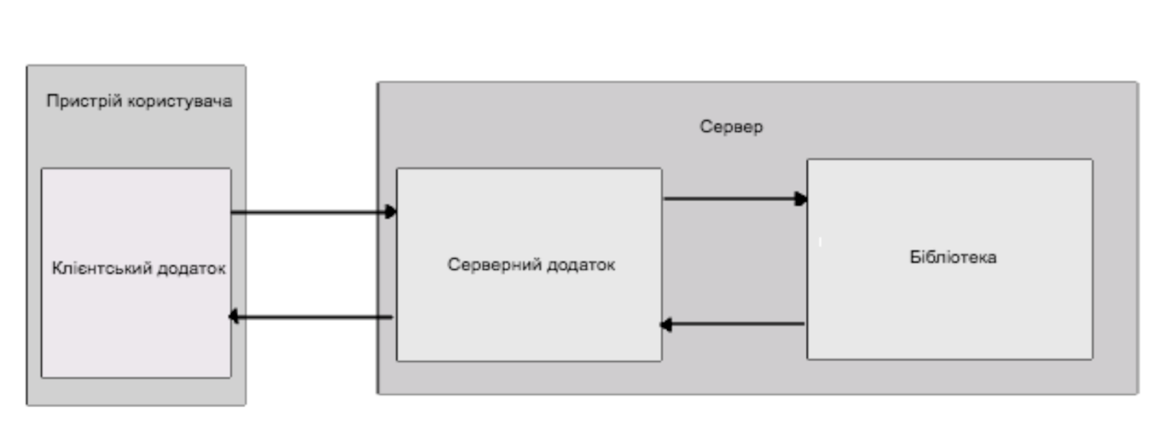 Пристрій користувача
Сервер
Клієнтський додаток
Серверний додаток
Бібліотека